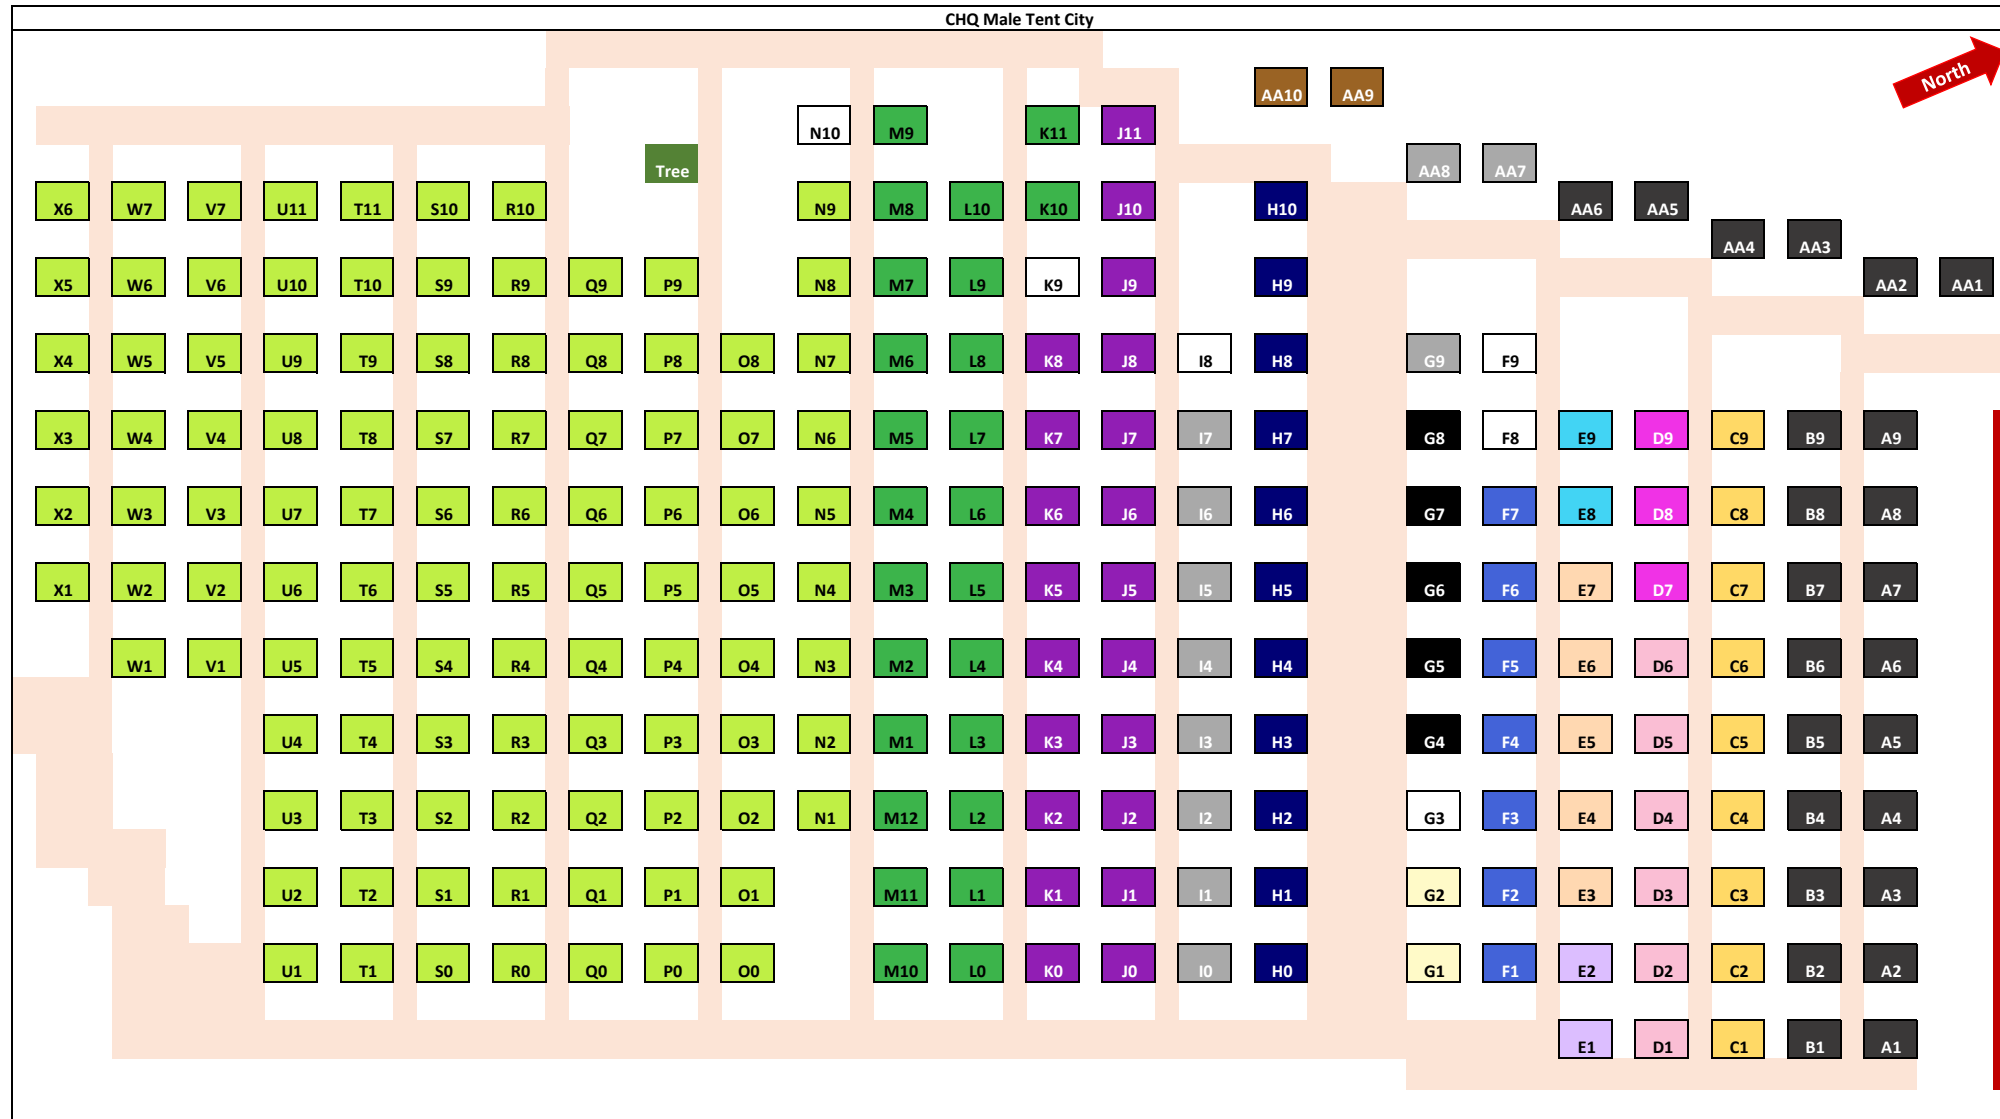 CHQ Male Tent City
North
AA10 AA9
N10 M9 K11 J11
Tree AA8 AA7
X6 W7 V7 U11 T11 S10 R10 N9 M8 L10 K10 J10 H10 AA6 AA5
AA4 AA3
X5 W6 V6 U10 T10 S9 R9 Q9 P9 N8 M7 L9 K9 J9 H9 AA2 AA1
X4 W5 V5 U9 T9 S8 R8 Q8 P8 O8 N7 M6 L8 K8 J8 I8 H8 G9 F9
X3 W4 V4 U8 T8 S7 R7 Q7 P7 O7 N6 M5 L7 K7 J7 I7 H7 G8 F8 E9 D9 C9 B9 A9
X2 W3 V3 U7 T7 S6 R6 Q6 P6 O6 N5 M4 L6 K6 J6 I6 H6 G7 F7 E8 D8 C8 B8 A8
X1 W2 V2 U6 T6 S5 R5 Q5 P5 O5 N4 M3 L5 K5 J5 I5 H5 G6 F6 E7 D7 C7 B7 A7
W1 V1 U5 T5 S4 R4 Q4 P4 O4 N3 M2 L4 K4 J4 I4 H4 G5 F5 E6 D6 C6 B6 A6
U4 T4 S3 R3 Q3 P3 O3 N2 M1 L3 K3 J3 I3 H3 G4 F4 E5 D5 C5 B5 A5
U3 T3 S2 R2 Q2 P2 O2 N1 M12 L2 K2 J2 I2 H2 G3 F3 E4 D4 C4 B4 A4
U2 T2 S1 R1 Q1 P1 O1 M11 L1 K1 J1 I1 H1 G2 F2 E3 D3 C3 B3 A3
U1 T1 S0 R0 Q0 P0 O0 M10 L0 K0 J0 I0 H0 G1 F1 E2 D2 C2 B2 A2
E1 D1 C1 B1 A1